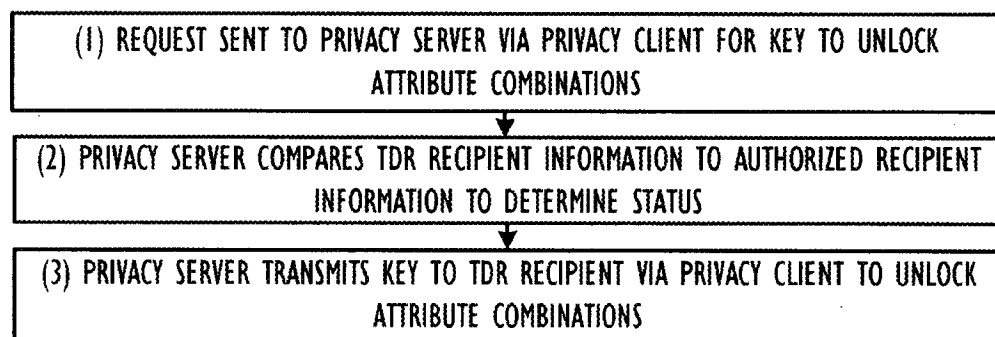 (1) REQUEST SENT TO PRIVACY SERVER VIA PRIVACY CLIENT FOR KEY TO UNLOCK
ATTRIBUTE COMBINATIONS
(2) PRIVACY SERVER COMPARES TDR RECIPIENT INFORMATION TO AUTHORIZED RECIPIENT
INFORMATION TO DETERMINE STATUS
(3) PRIVACY SERVER TRANSMITS KEY TO TDR RECIPIENT VIA PRIVACY CLIENT TO UNLOCK
ATTRIBUTE COMBINATIONS